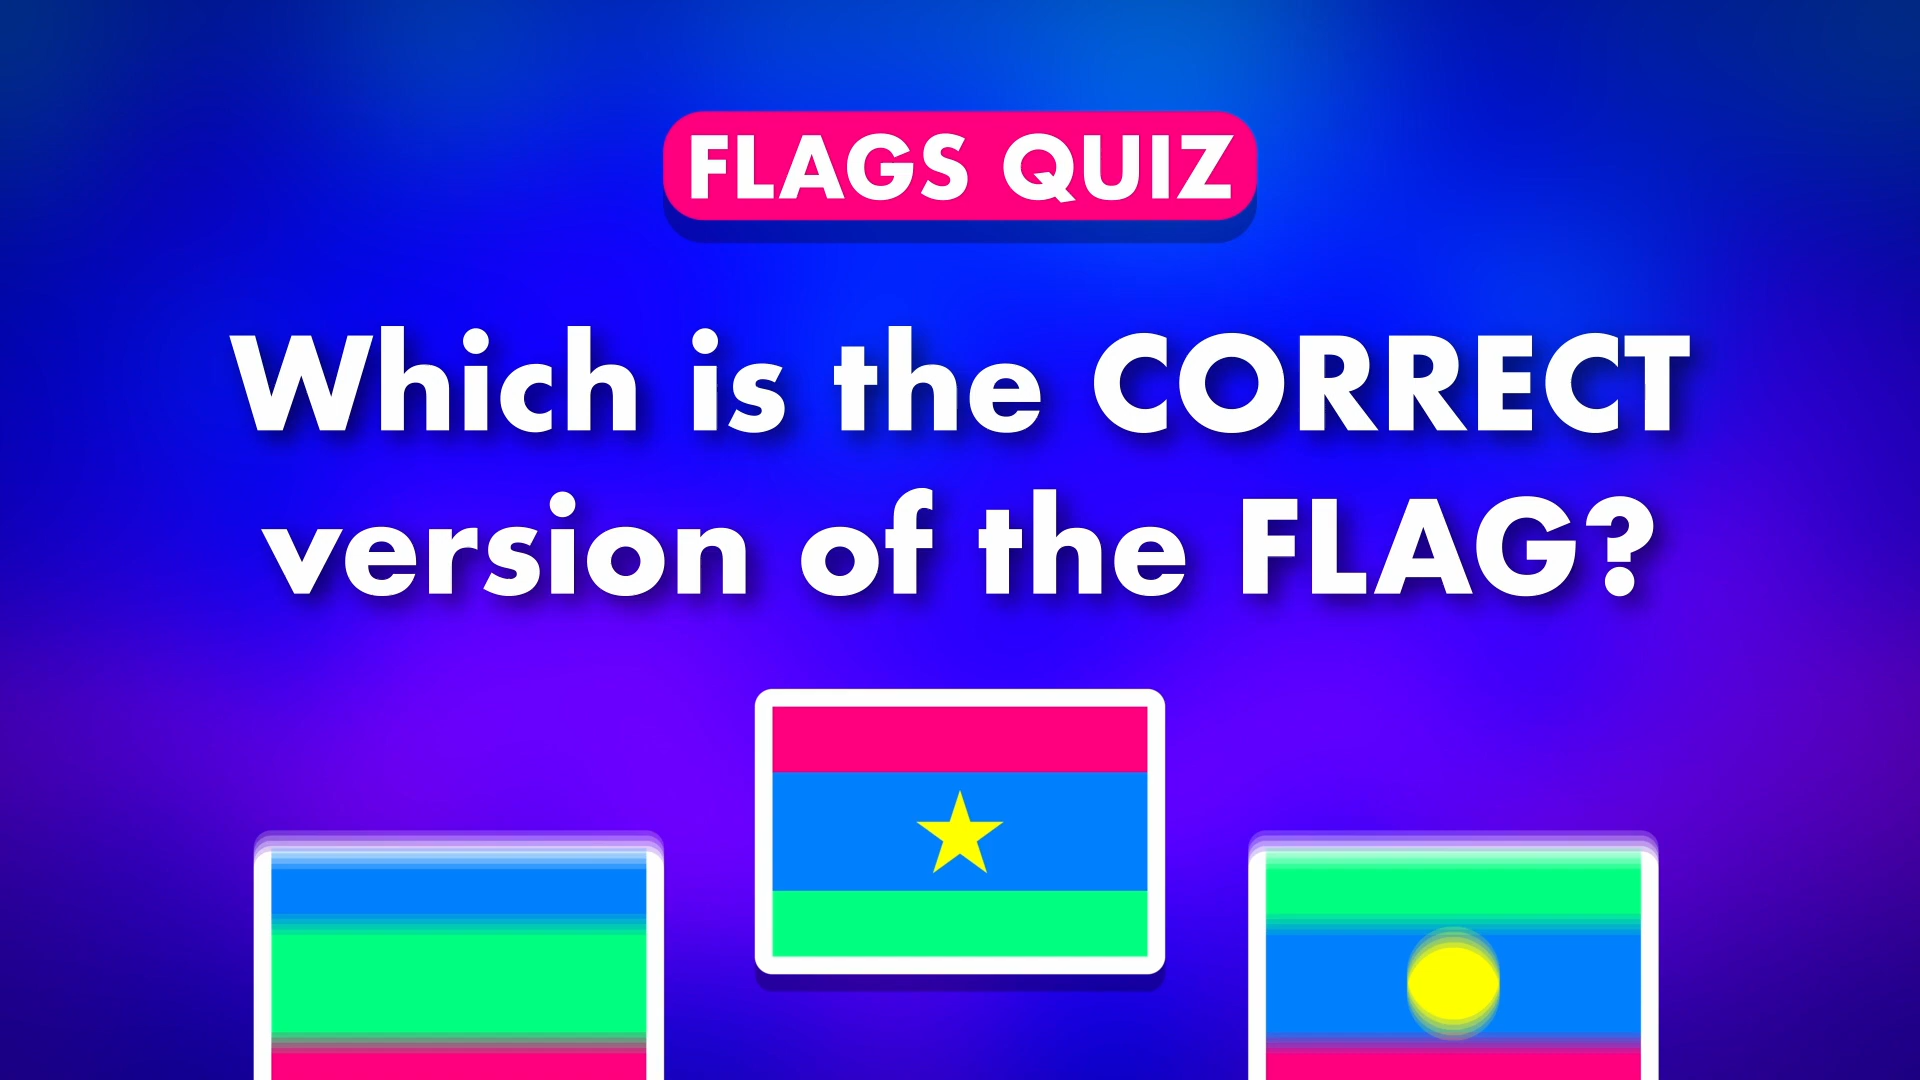 FLAGS QUIZ
Which is the CORRECT
version of the FLAG?